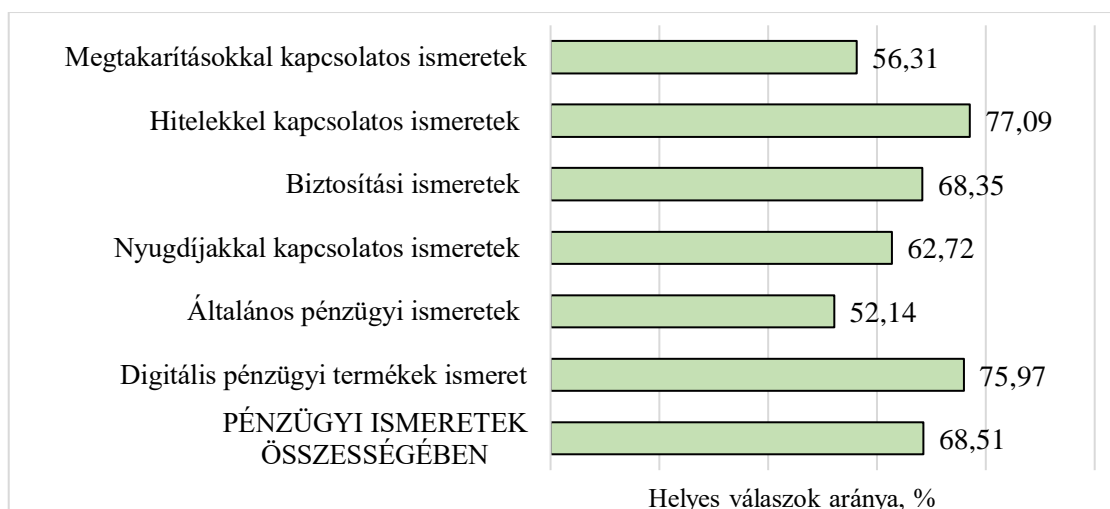 Megtakarításokkal kapcsolatos ismeretek 56,31
Hitelekkel kapcsolatos ismeretek 77,09
Biztosítási ismeretek 68,35
Nyugdíjakkal kapcsolatos ismeretek 62,72
Általános pénzügyi ismeretek 52,14
Digitális pénzügyi termékek ismeret 75,97
PÉNZÜGYI ISMERETEK
ÖSSZESSÉGÉBEN 68,51
Helyes válaszok aránya, %